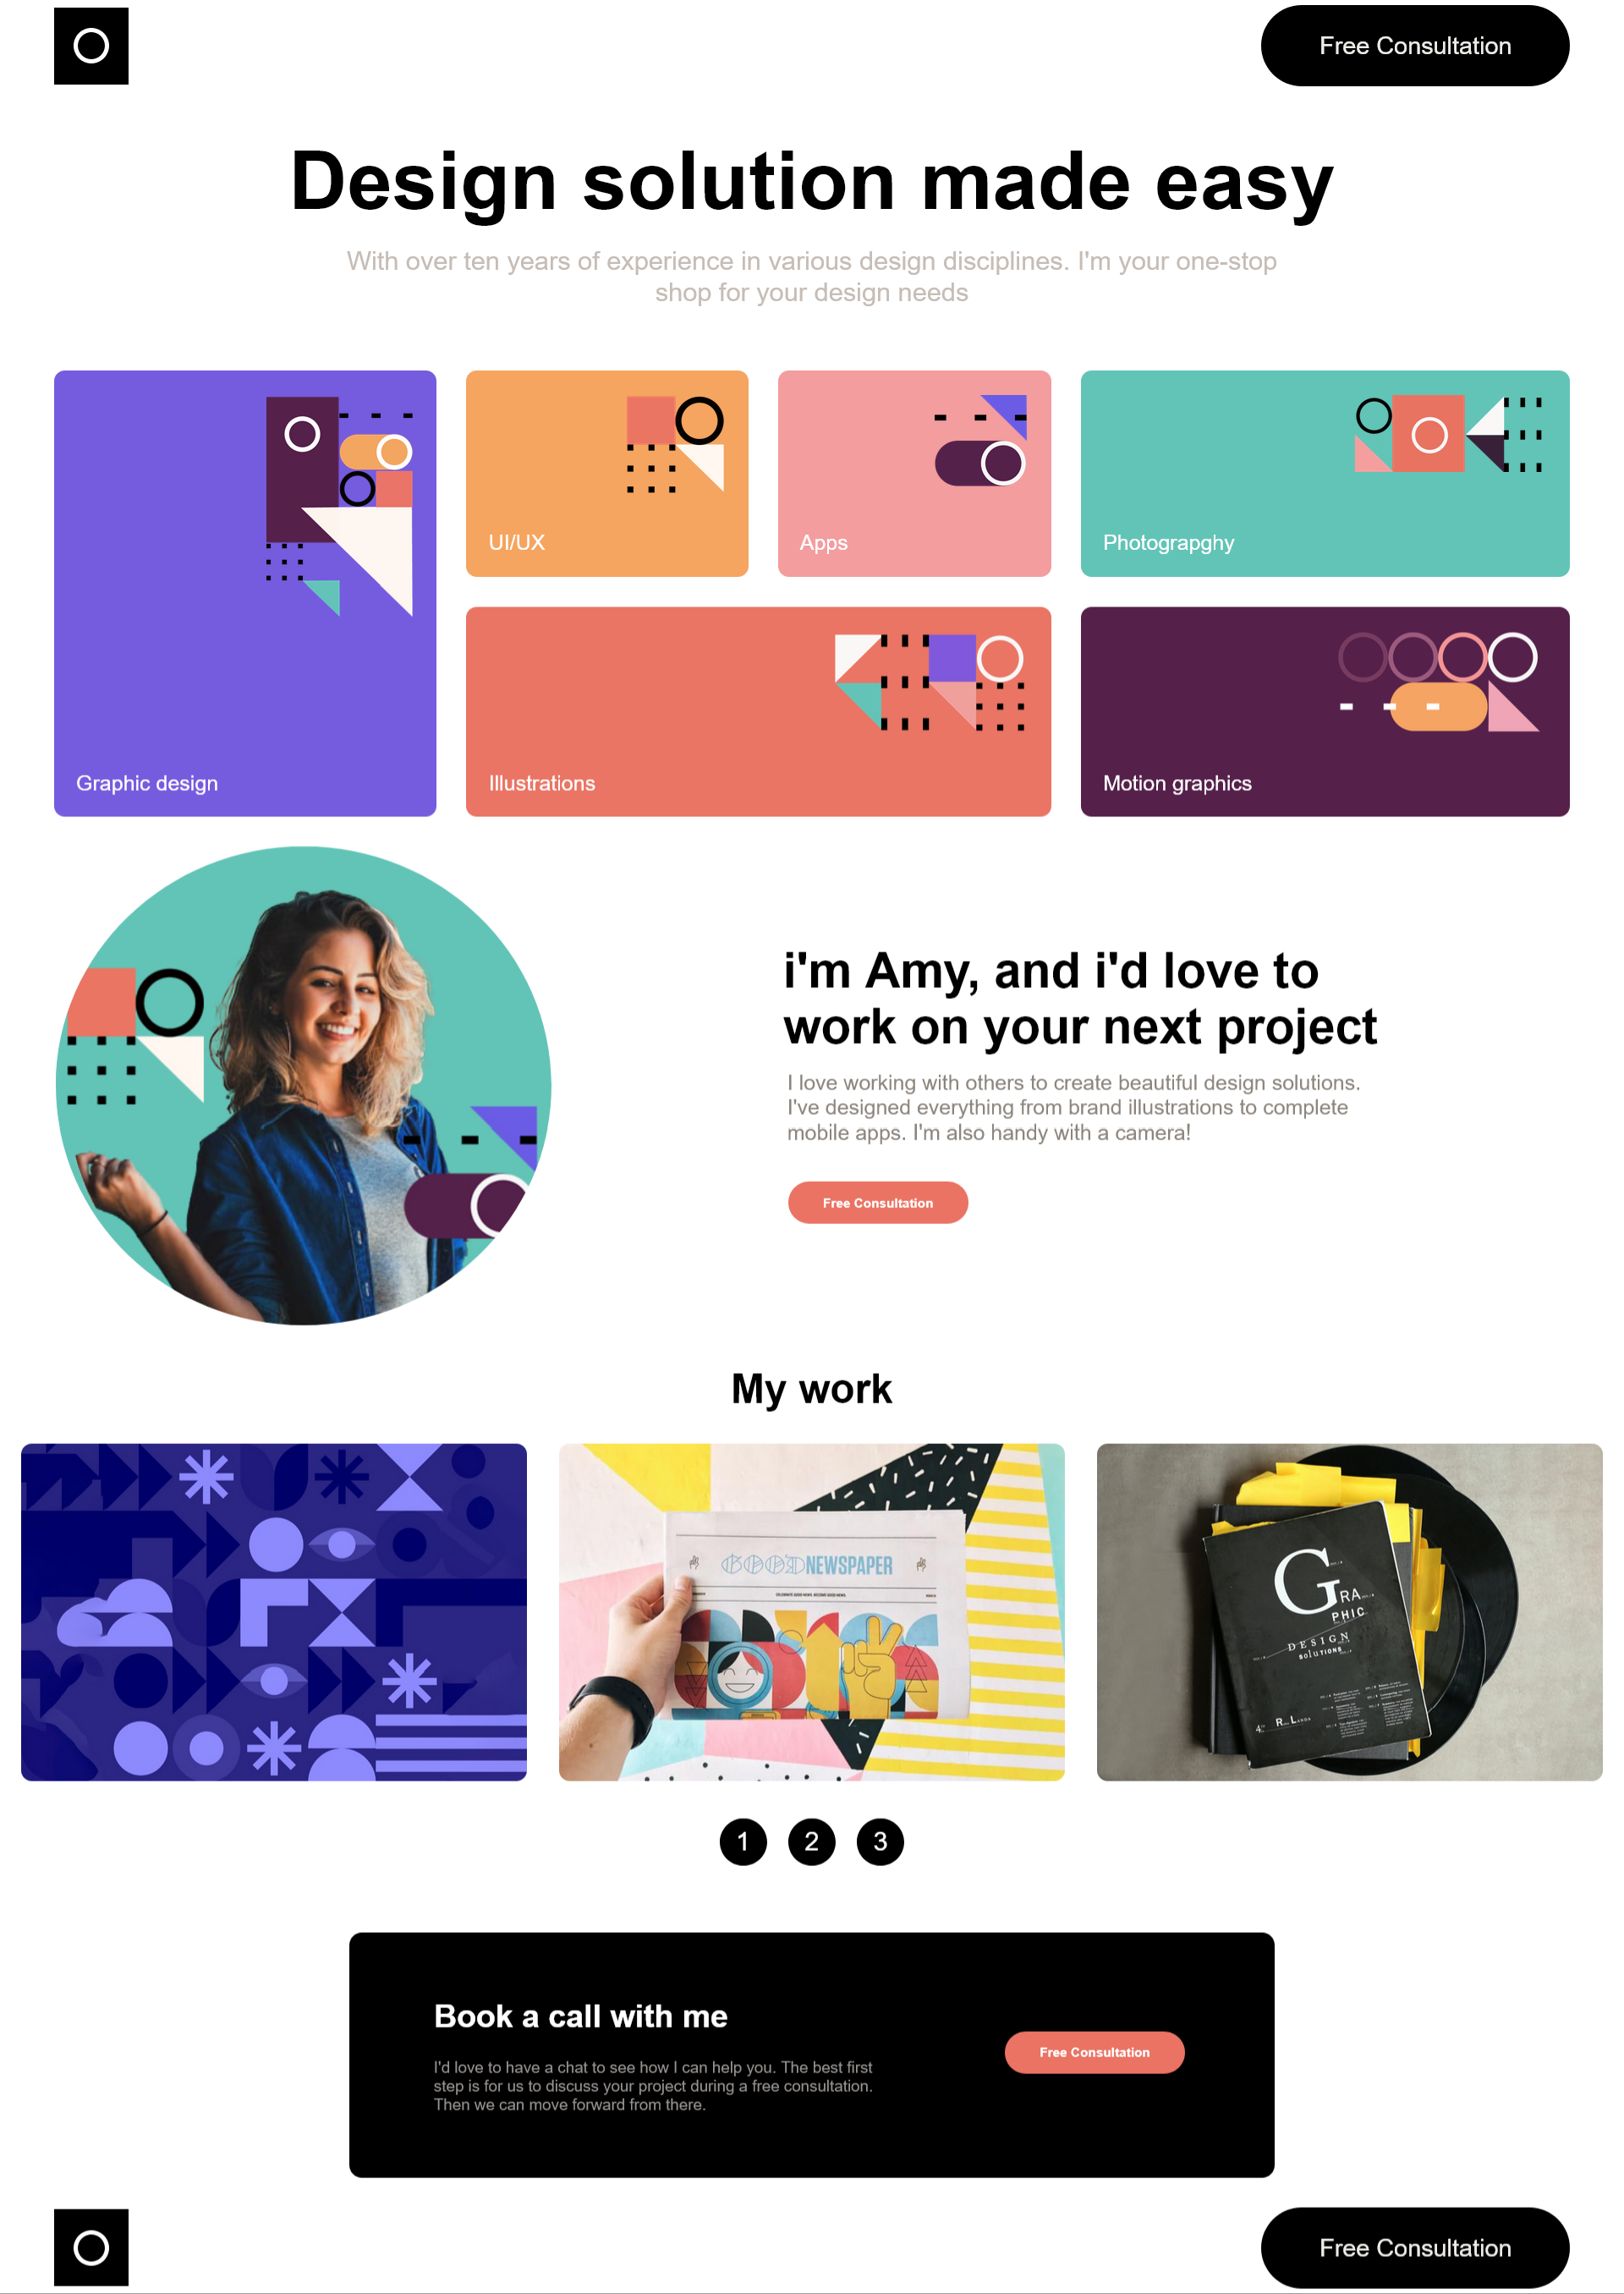 Free Consultation
Design solution made easy
With over ten years of experience in various design disciplines. I'm your one-stop
shop for your design needs
UI/UX
Apps
Photograpghy
Graphic design
Illustrations
Motion graphics
i'm Amy, and i'd love to
work on your next project
I love working with others to create beautiful design solutions.
I've designed everything from brand illustrations to complete
mobile apps. I'm also handy with a camera!
Free Consultation
My work
GOOD NEWSPAPER
GRA
PHIC
DESIGN
SOLUTIONS
1 2 3
Book a call with me
I'd love to have a chat to see how I can help you. The best first
step is for us to discuss your project during a free consultation.
Then we can move forward from there.
Free Consultation
Free Consultation